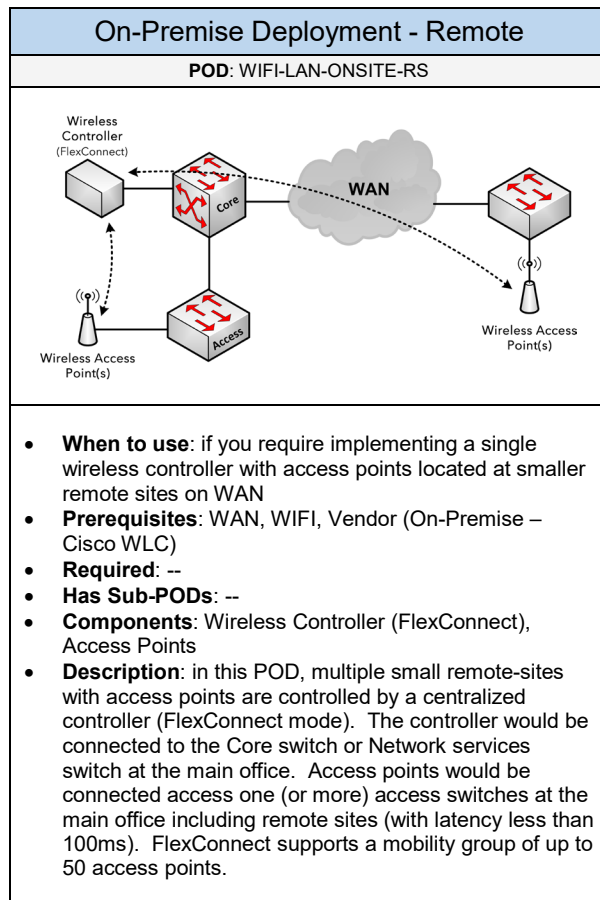 On-Premise Deployment - Remote
POD: WIFI-LAN-ONSITE-RS
Wireless
Controller
(FlexConnect)
Core
WAN
Access
Wireless Access
Point(s)
Wireless Access
Point(s)
• When to use: if you require implementing a single
wireless controller with access points located at smaller
remote sites on WAN
• Prerequisites: WAN, WIFI, Vendor (On-Premise –
Cisco WLC)
• Required: --
• Has Sub-PODs: --
• Components: Wireless Controller (FlexConnect),
Access Points
• Description: in this POD, multiple small remote-sites
with access points are controlled by a centralized
controller (FlexConnect mode).  The controller would be
connected to the Core switch or Network services
switch at the main office.  Access points would be
connected access one (or more) access switches at the
main office including remote sites (with latency less than
100ms).  FlexConnect supports a mobility group of up to
50 access points.